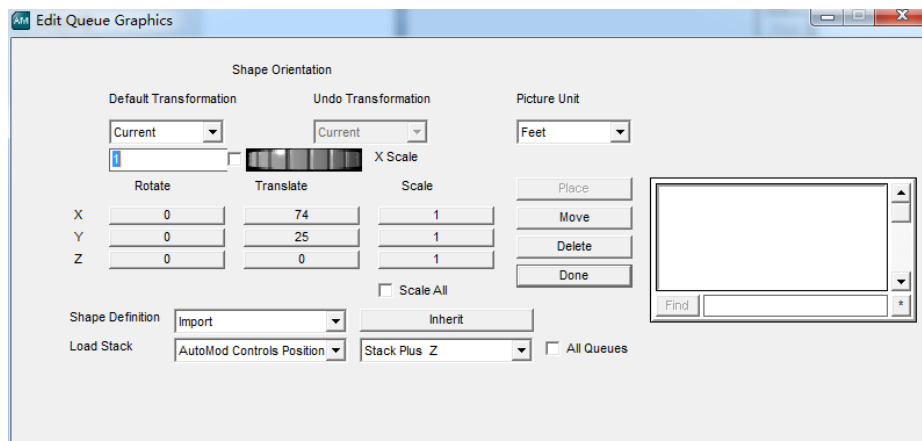 AM Edit Queue Graphics
Shape Orientation
Default Transformation Undo Transformation Picture Unit
Current Current Feet
1 X Scale
Rotate Translate Scale Place
X 0 74 1 Move
Y 0 25 1 Delete
Z 0 0 1 Done
Scale All
Find *
Shape Definition Import Inherit
Load Stack AutoMod Controls Position Stack Plus Z All Queues